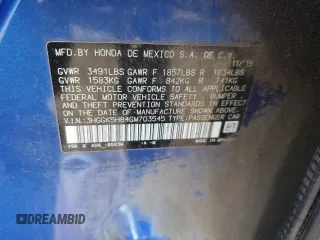 MFD.BY HONDA DE MEXICO S.A. DE C.V.
11/15
GVWR 3491LBS GAWR F 1857LBS R 1634LBS
GVWR 1583KG GAWR F 842KG R 741KG
THIS VEHICLE CONFORMS TO ALL APPLICABLE
FEDERAL MOTOR VEHICLE SAFETY, BUMPER,
AND THEFT PREVENTION STANDARDS IN EFFECT
ON THE DATE OF MANUFACTURE SHOWN ABOVE.
V.I.N.:3HGGK5H84GM703545 TYPE:PASSENGER CAR
DREAMBID